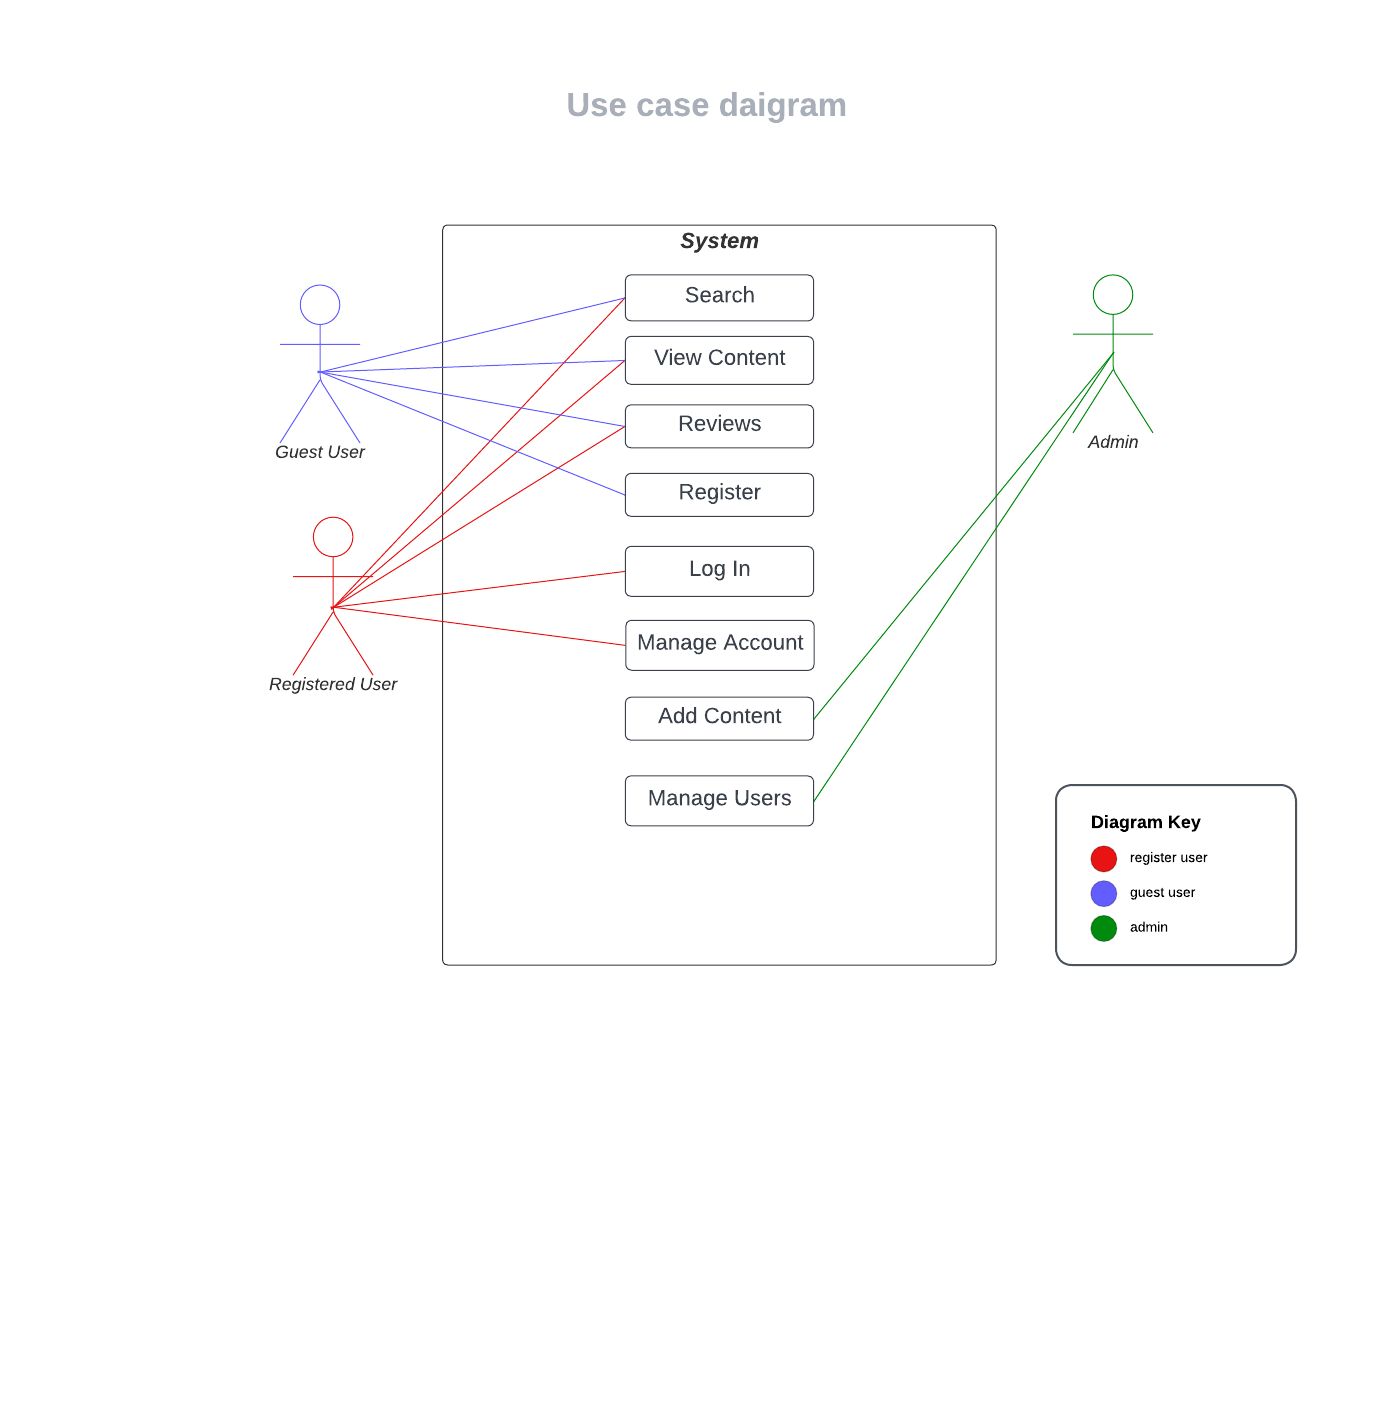 Use case daigram
System
Search
View Content
Reviews
Register
Log In
Manage Account
Add Content
Manage Users
Guest User
Registered User
Admin
Diagram Key
register user
guest user
admin